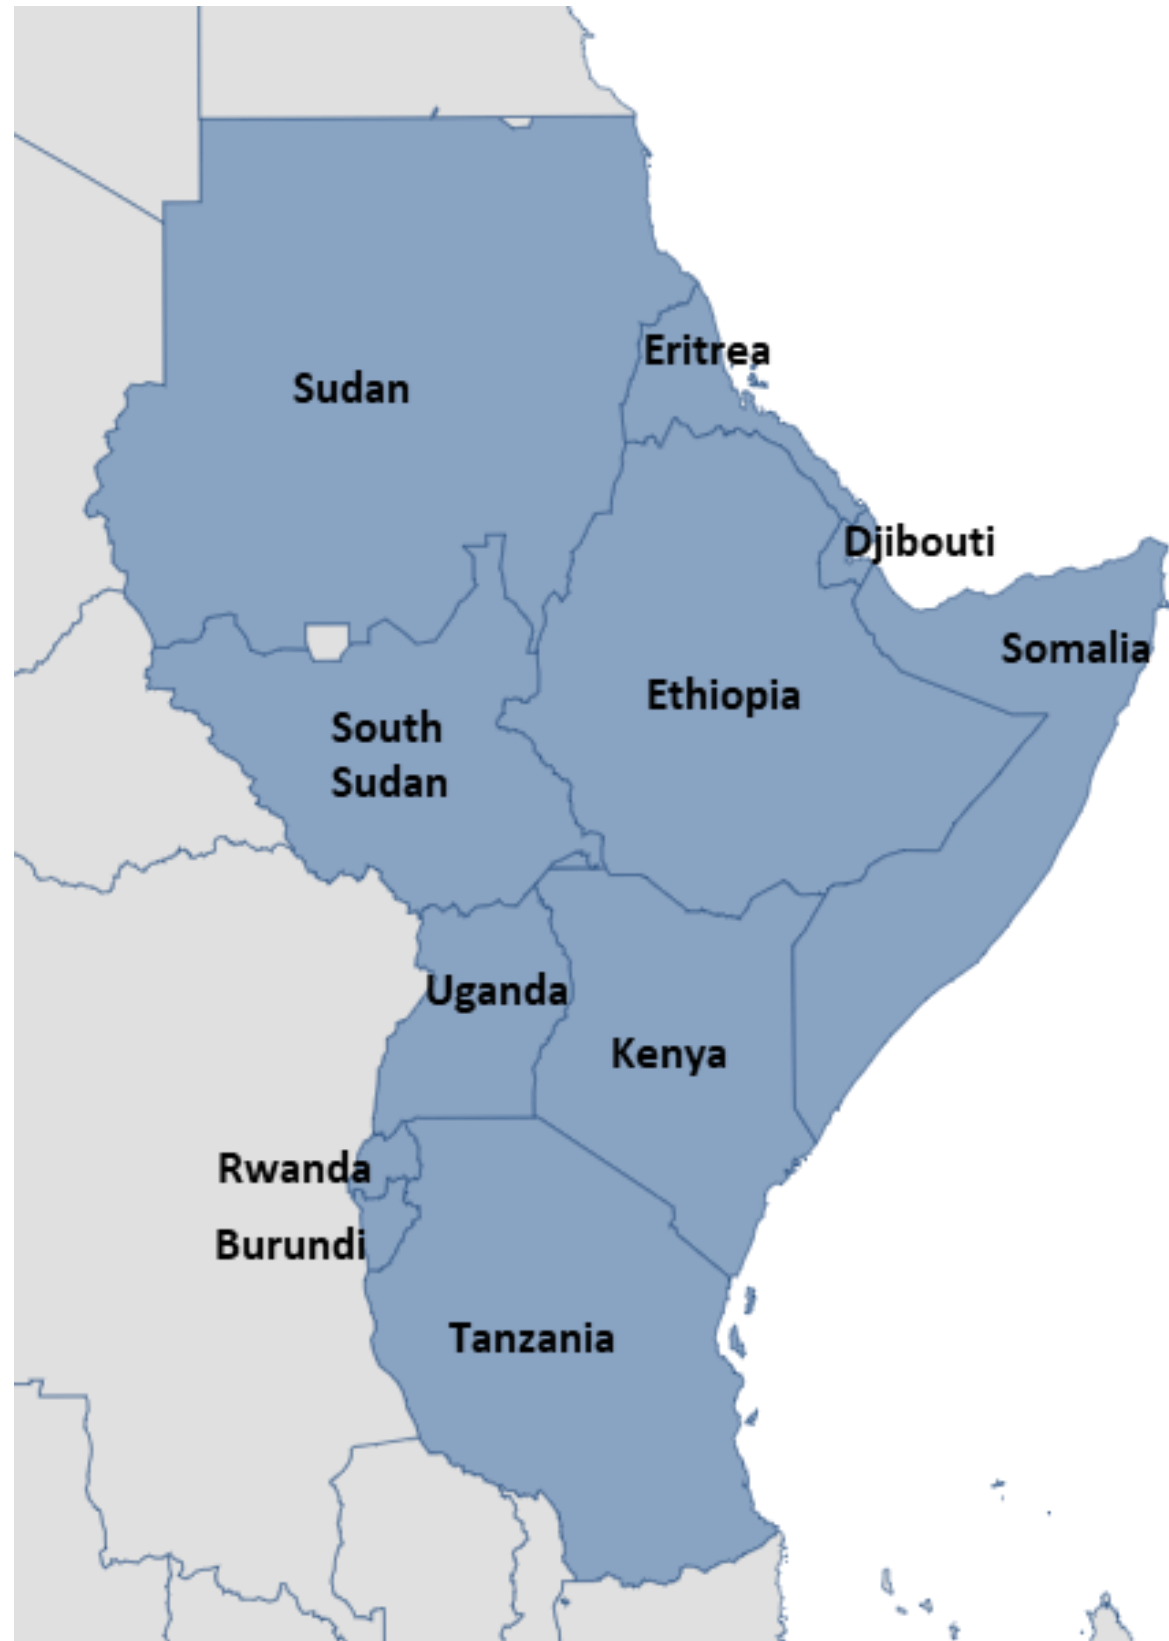 Eritrea
Sudan
Djibouti
Somalia
Ethiopia
South
Sudan
Uganda
Kenya
Rwanda
Burundi
Tanzania